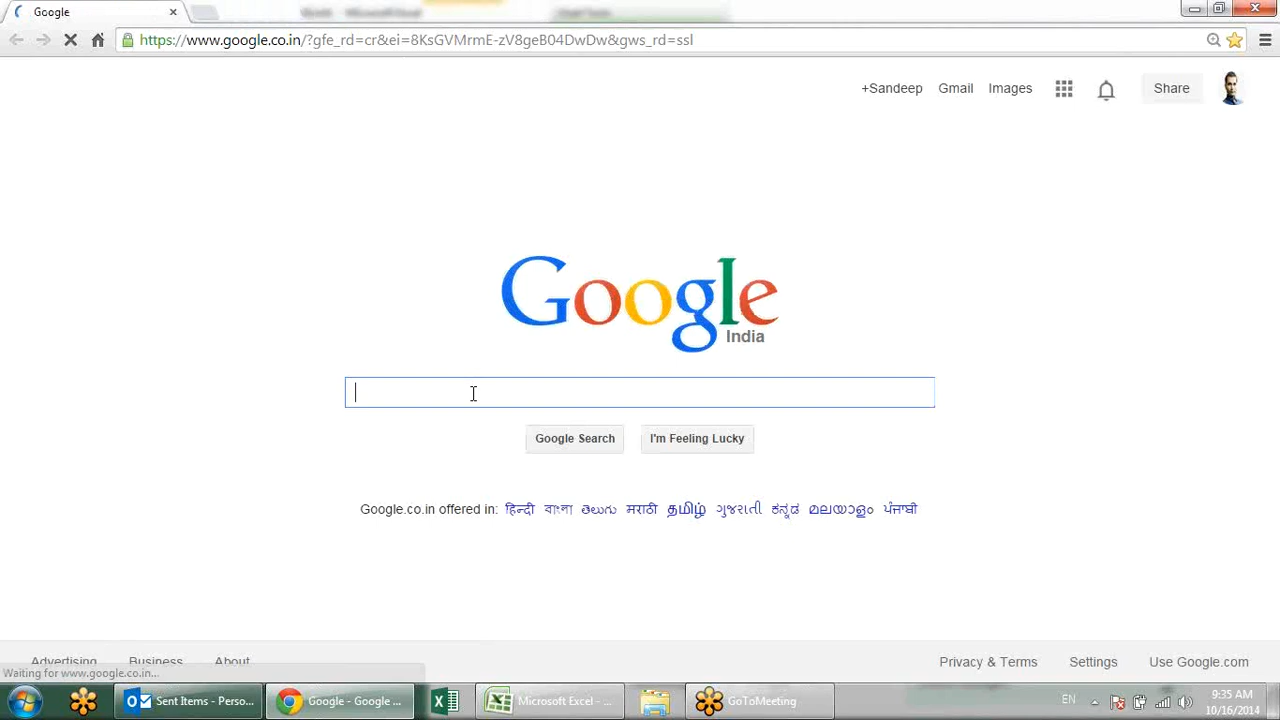 Google
https://www.google.co.in/?gfe_rd=cr&ei=8KsGVMrmE-zV8geB04DwDw&gws_rd=ssl
+Sandeep Gmail Images Share
Google
India
Google Search I'm Feeling Lucky
Google.co.in offered in: हिन्दी বাংলা తెలుగు मराठी தமிழ் ગુજરાતી ಕನ್ನಡ മലയാളം ਪੰਜਾਬੀ
Advertising Business About Privacy & Terms Settings Use Google.com
Waiting for www.google.co.in...
Sent Items - Perso... Google - Google ... Microsoft Excel - ... GoToMeeting EN 9:35 AM
10/16/2014